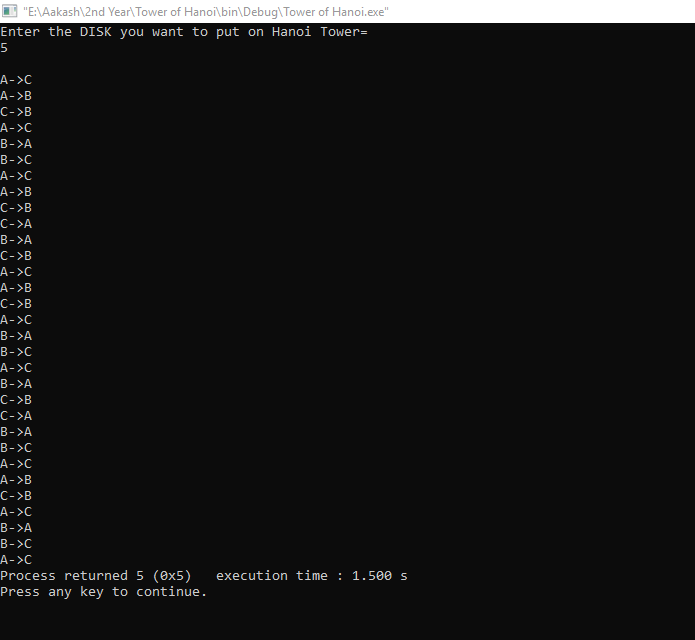 "E:\Aakash\2nd Year\Tower of Hanoi\bin\Debug\Tower of Hanoi.exe"
Enter the DISK you want to put on Hanoi Tower=
5
A->C
A->B
C->B
A->C
B->A
B->C
A->C
A->B
C->B
C->A
B->A
C->B
A->C
A->B
C->B
A->C
B->A
B->C
A->C
B->A
C->B
C->A
B->A
B->C
A->C
A->B
C->B
A->C
B->A
B->C
A->C
Process returned 5 (0x5)   execution time : 1.500 s
Press any key to continue.